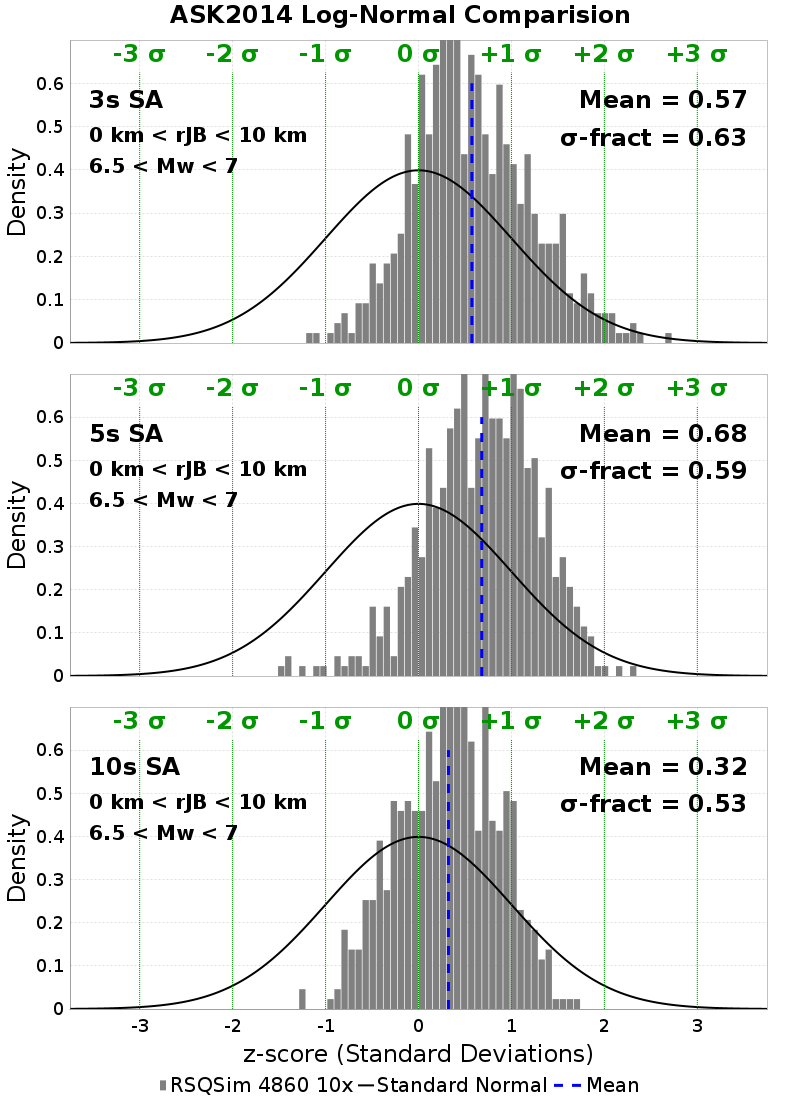 ASK2014 Log-Normal Comparision
-3 σ -2 σ -1 σ 0 σ +1 σ +2 σ +3 σ
3s SA
0 km < rJB < 10 km
6.5 < Mw < 7
Mean = 0.57
σ-fract = 0.63
0.6
0.5
0.4
0.3
0.2
0.1
0
Density
-3 σ -2 σ -1 σ 0 σ +1 σ +2 σ +3 σ
5s SA
0 km < rJB < 10 km
6.5 < Mw < 7
Mean = 0.68
σ-fract = 0.59
0.6
0.5
0.4
0.3
0.2
0.1
0
Density
-3 σ -2 σ -1 σ 0 σ +1 σ +2 σ +3 σ
10s SA
0 km < rJB < 10 km
6.5 < Mw < 7
Mean = 0.32
σ-fract = 0.53
0.6
0.5
0.4
0.3
0.2
0.1
0
Density
-3 -2 -1 0 1 2 3
z-score (Standard Deviations)
RSQSim 4860 10x Standard Normal Mean